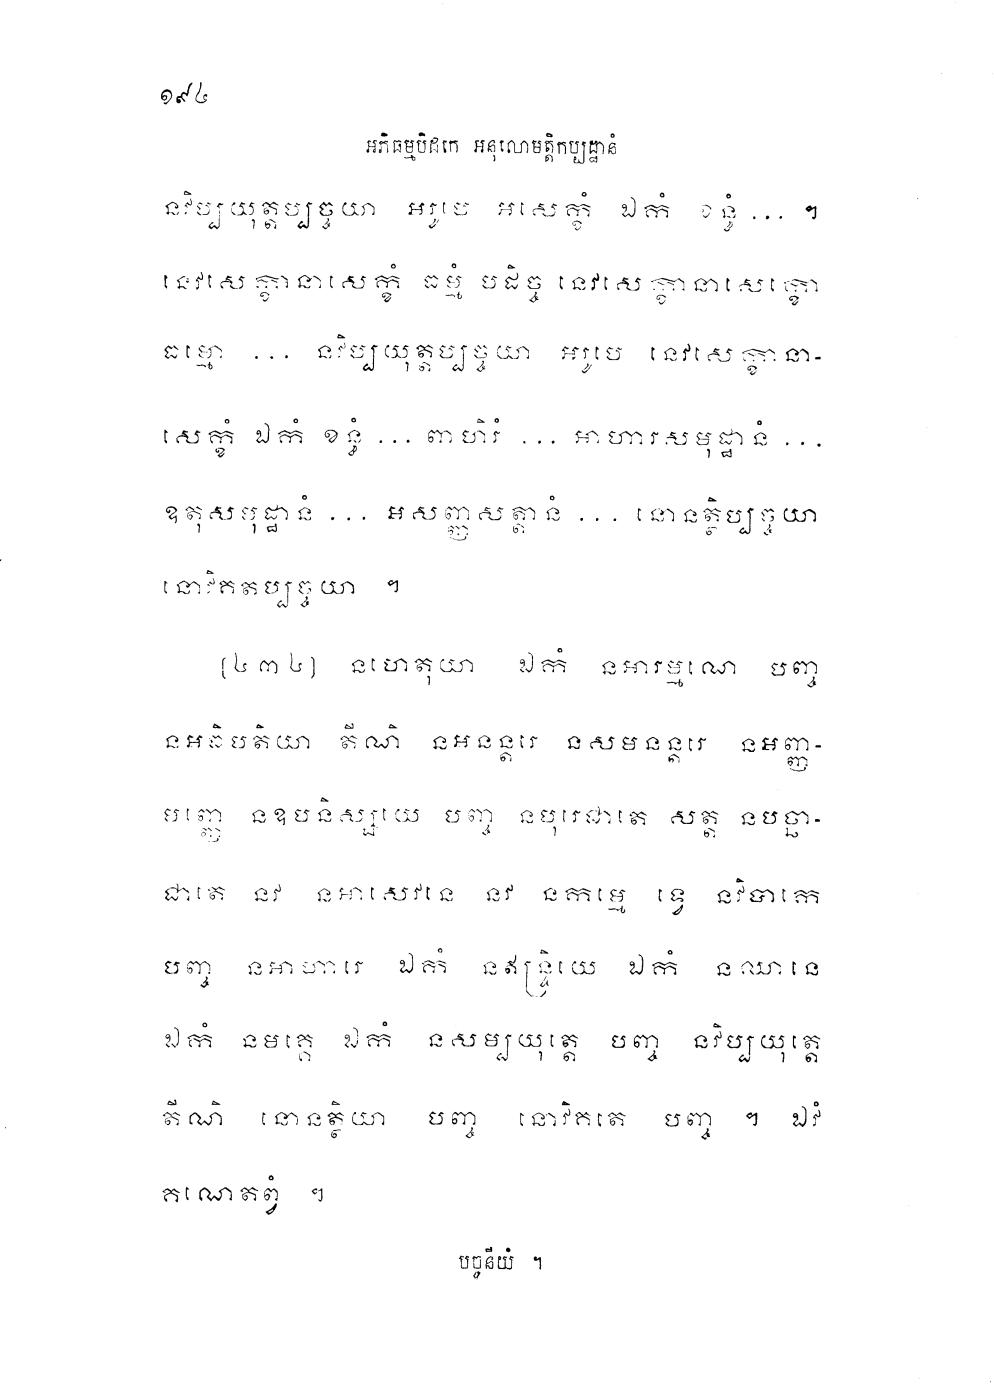 ១៩៤
អភិធម្មបិដកេ អនុលោមត្តិកប្បដ្ឋានំ
នវិប្បយុត្តប្បច្ចយា អរូបេ អសេក្ខំ ឯកំ ខន្ធំ ... ។
នេវសេក្ខានាសេក្ខំ ធម្មំ បដិច្ច នេវសេក្ខានាសេក្ខោ
ធម្មោ ... នវិប្បយុត្តប្បច្ចយា អរូបេ នេវសេក្ខានា-
សេក្ខំ ឯកំ ខន្ធំ ... ពាហិរំ ... អាហារសមុដ្ឋានំ ...
ឧតុសមុដ្ឋានំ ... អសញ្ញសត្តានំ ... នោនត្ថិប្បច្ចយា
នោវិគតប្បច្ចយា ។
[៤៣៤] នហេតុយា ឯកំ នអារម្មណេ បញ្ច
នអធិបតិយា តីណិ នអនន្តរេ នសមនន្តរេ នអញ្ញា-
បញ្ញេ នឧបនិស្សយេ បញ្ច នបុរេជាតេ សត្ត នបច្ឆា-
ជាតេ នវ នអាសេវនេ នវ នកម្មេ ទ្វេ នវិបាកេ
បញ្ច នអាហារេ ឯកំ នឥន្ទ្រិយេ ឯកំ នឈានេ
ឯកំ នមគ្គេ ឯកំ នសម្បយុត្តេ បញ្ច នវិប្បយុត្តេ
តីណិ នោនត្ថិយា បញ្ច នោវិគតេ បញ្ច ។ ឯវំ
គណេតព្វំ ។
បច្ចនីយំ ។